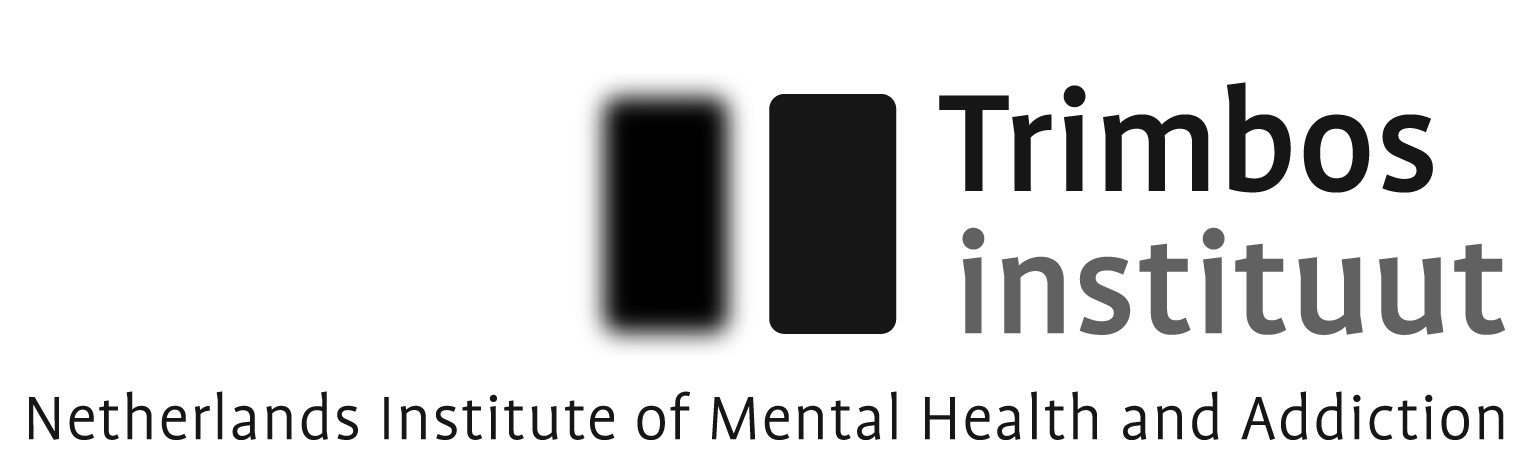 Trimbos
instituut
Netherlands Institute of Mental Health and Addiction